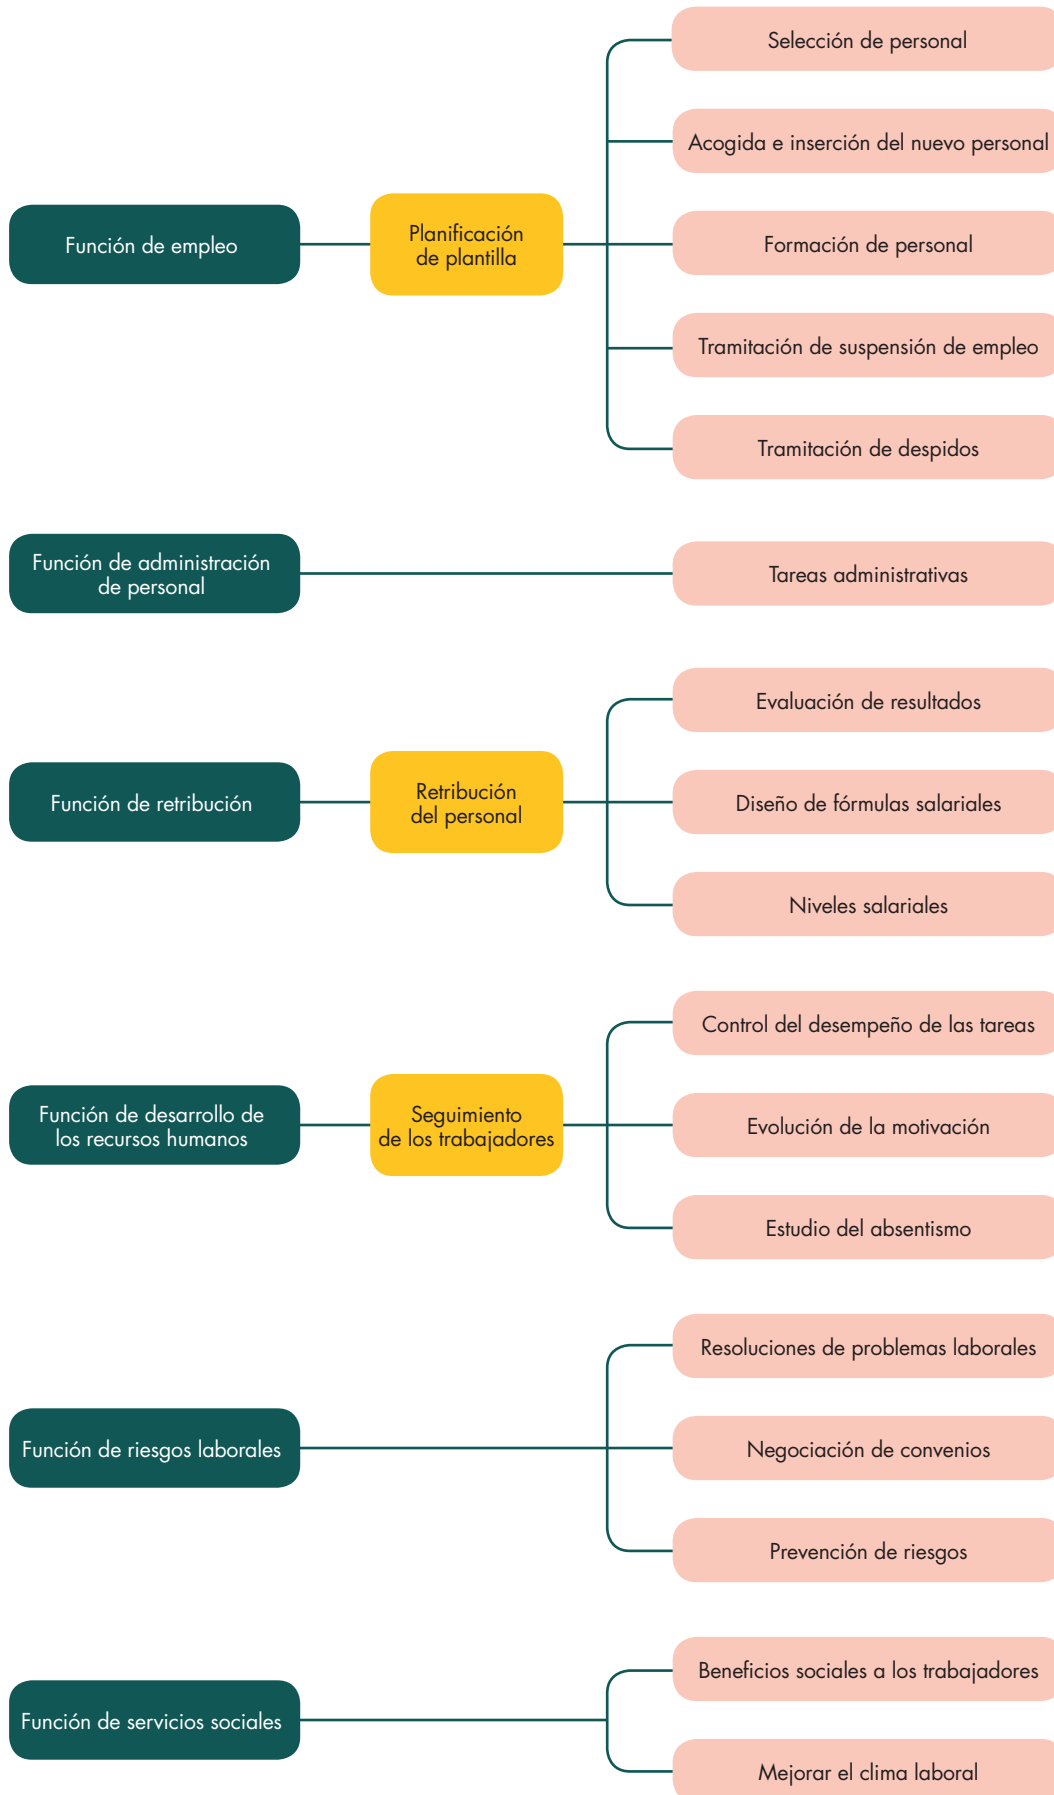 Selección de personal
Acogida e inserción del nuevo personal
Función de empleo
Planificación
de plantilla
Formación de personal
Tramitación de suspensión de empleo
Tramitación de despidos
Función de administración
de personal
Tareas administrativas
Evaluación de resultados
Función de retribución
Retribución
del personal
Diseño de fórmulas salariales
Niveles salariales
Control del desempeño de las tareas
Función de desarrollo de
los recursos humanos
Seguimiento
de los trabajadores
Evolución de la motivación
Estudio del absentismo
Resoluciones de problemas laborales
Función de riesgos laborales
Negociación de convenios
Prevención de riesgos
Beneficios sociales a los trabajadores
Función de servicios sociales
Mejorar el clima laboral